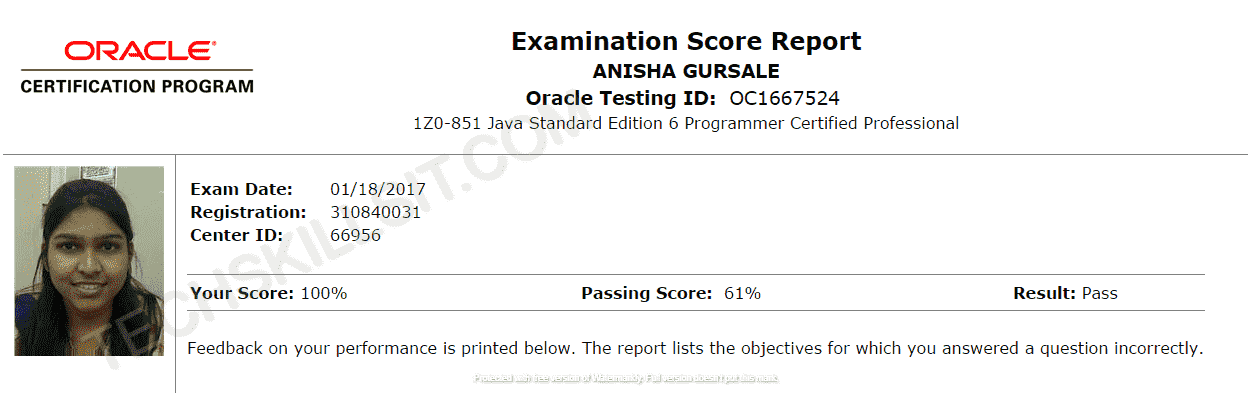 ORACLE
CERTIFICATION PROGRAM
Examination Score Report
ANISHA GURSALE
Oracle Testing ID: OC1667524
1Z0-851 Java Standard Edition 6 Programmer Certified Professional
Exam Date: 01/18/2017
Registration: 310840031
Center ID: 66956
Your Score: 100% Passing Score: 61% Result: Pass
Feedback on your performance is printed below. The report lists the objectives for which you answered a question incorrectly.
TECHSKILLSIT.COM
Protected with free version of Watermarkly. Full version doesn't put this mark.